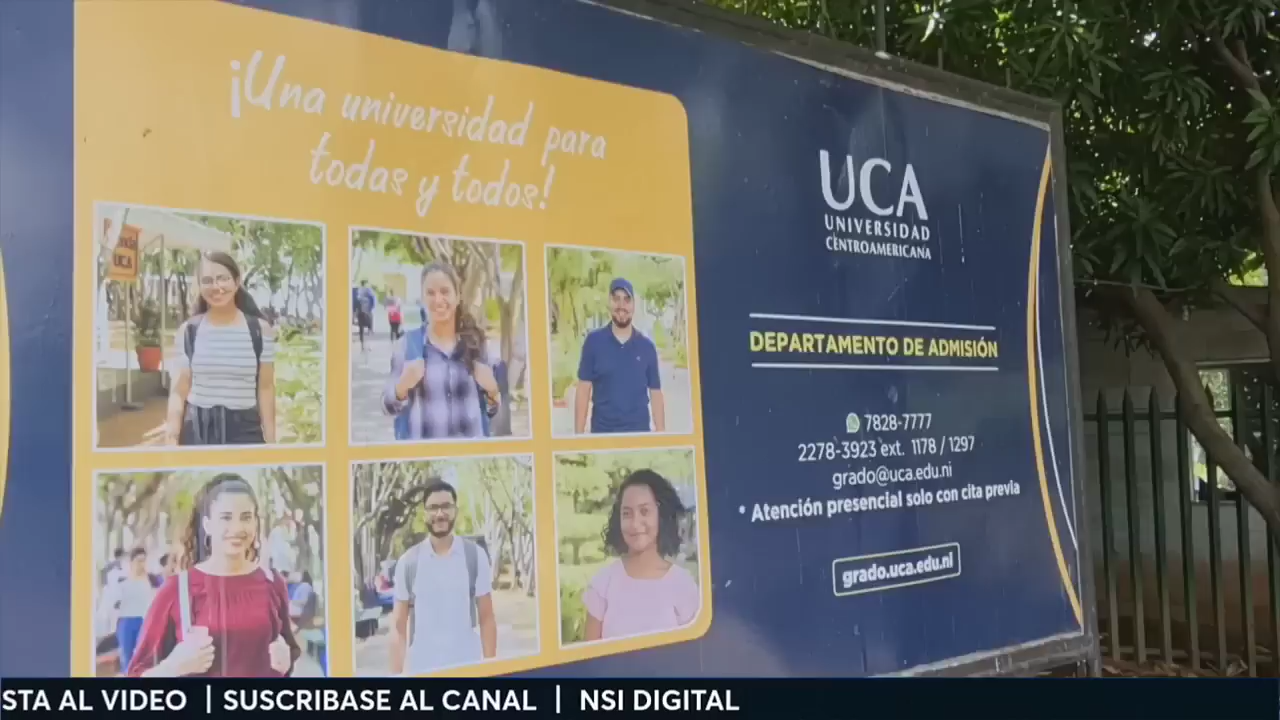 ¡Una universidad para
todas y todos!
UCA
UNIVERSIDAD
CENTROAMERICANA
DEPARTAMENTO DE ADMISIÓN
7828-7777
2278-3923 ext. 1178 / 1297
grado@uca.edu.ni
* Atención presencial solo con cita previa
grado.uca.edu.ni
UCA
STA AL VIDEO | SUSCRIBASE AL CANAL | NSI DIGITAL